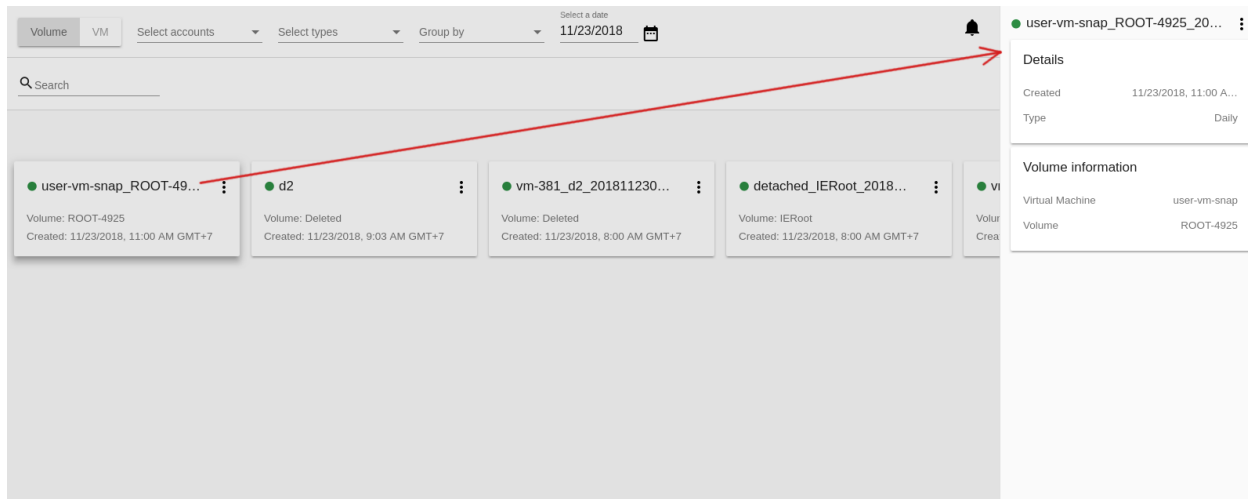 Volume
VM
Select accounts
Select types
Group by
Select a date
11/23/2018
Search
user-vm-snap_ROOT-49...
Volume: ROOT-4925
Created: 11/23/2018, 11:00 AM GMT+7
d2
Volume: Deleted
Created: 11/23/2018, 9:03 AM GMT+7
vm-381_d2_201811230...
Volume: Deleted
Created: 11/23/2018, 8:00 AM GMT+7
detached_IERoot_2018...
Volume: IERoot
Created: 11/23/2018, 8:00 AM GMT+7
user-vm-snap_ROOT-4925_20...
Details
Created 11/23/2018, 11:00 A...
Type Daily
Volume information
Virtual Machine user-vm-snap
Volume ROOT-4925